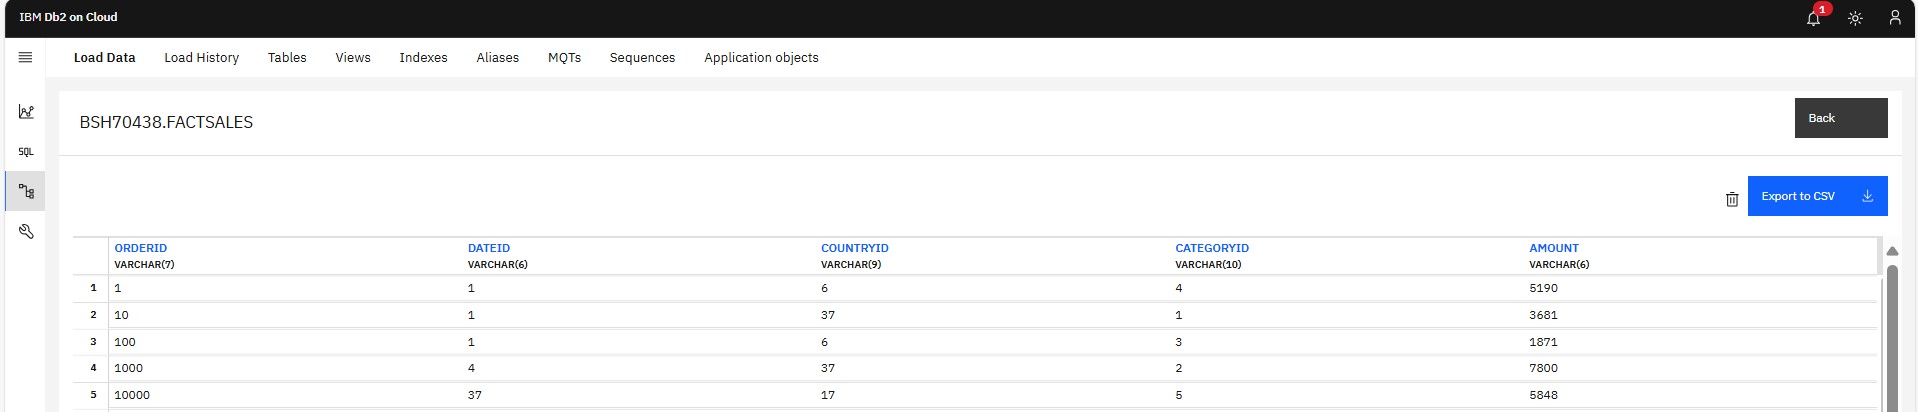 IBM Db2 on Cloud
1
Load Data Load History Tables Views Indexes Aliases MQTs Sequences Application objects
BSH70438.FACTSALES
Back
SQL
Export to CSV
ORDERID DATEID COUNTRYID CATEGORYID AMOUNT
VARCHAR(7) VARCHAR(6) VARCHAR(9) VARCHAR(10) VARCHAR(6)
1 1 1 6 4 5190
2 10 1 37 1 3681
3 100 1 6 3 1871
4 1000 4 37 2 7800
5 10000 37 17 5 5848